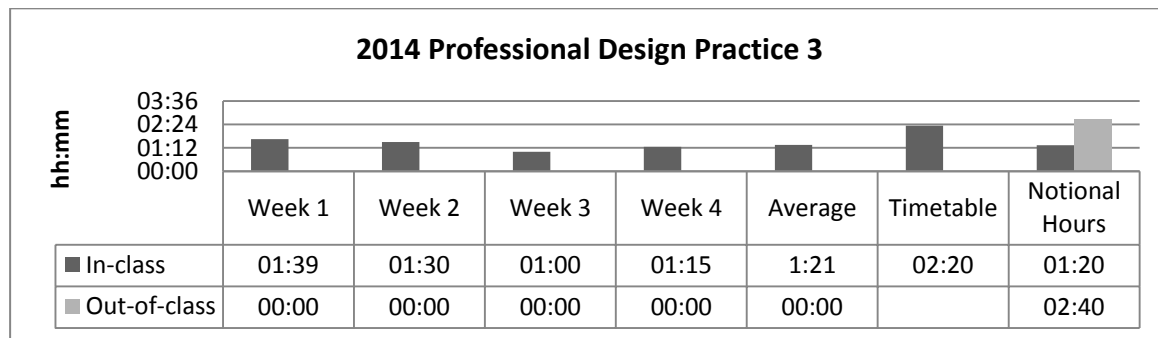 2014 Professional Design Practice 3
hh:mm
03:36
02:24
01:12
00:00
Week 1 Week 2 Week 3 Week 4 Average Timetable Notional Hours
In-class 01:39 01:30 01:00 01:15 1:21 02:20 01:20
Out-of-class 00:00 00:00 00:00 00:00 00:00 02:40